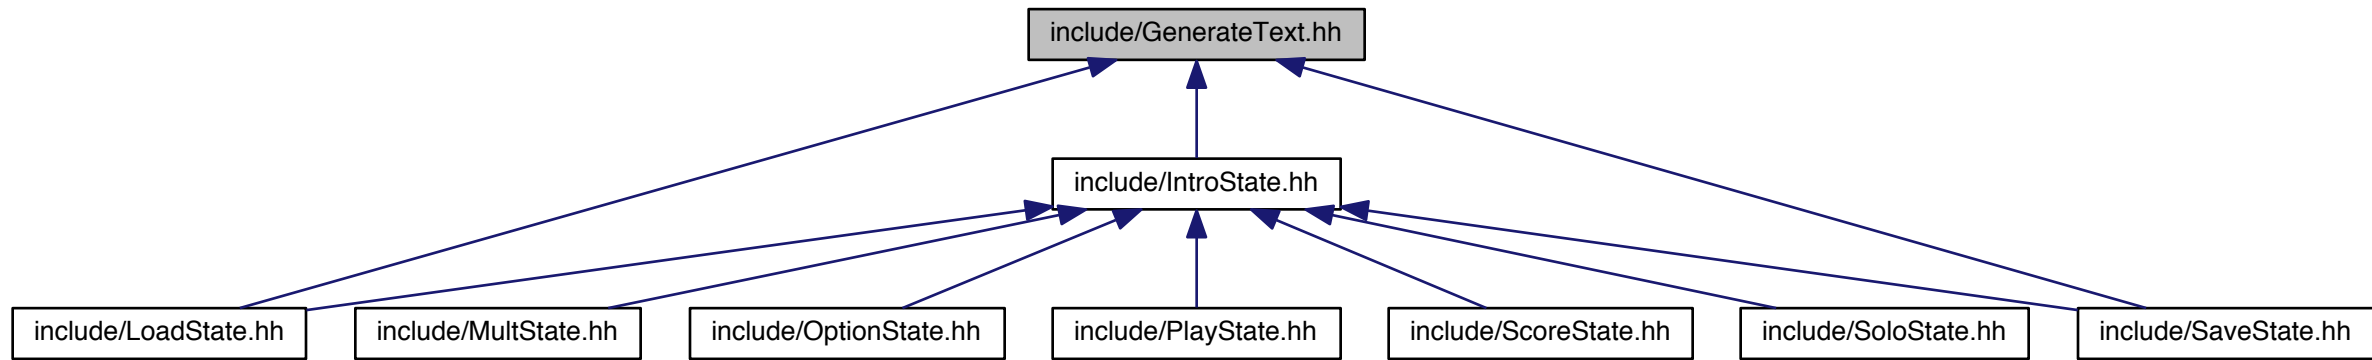 include/GenerateText.hh
include/IntroState.hh
include/LoadState.hh
include/MultState.hh
include/OptionState.hh
include/PlayState.hh
include/ScoreState.hh
include/SoloState.hh
include/SaveState.hh